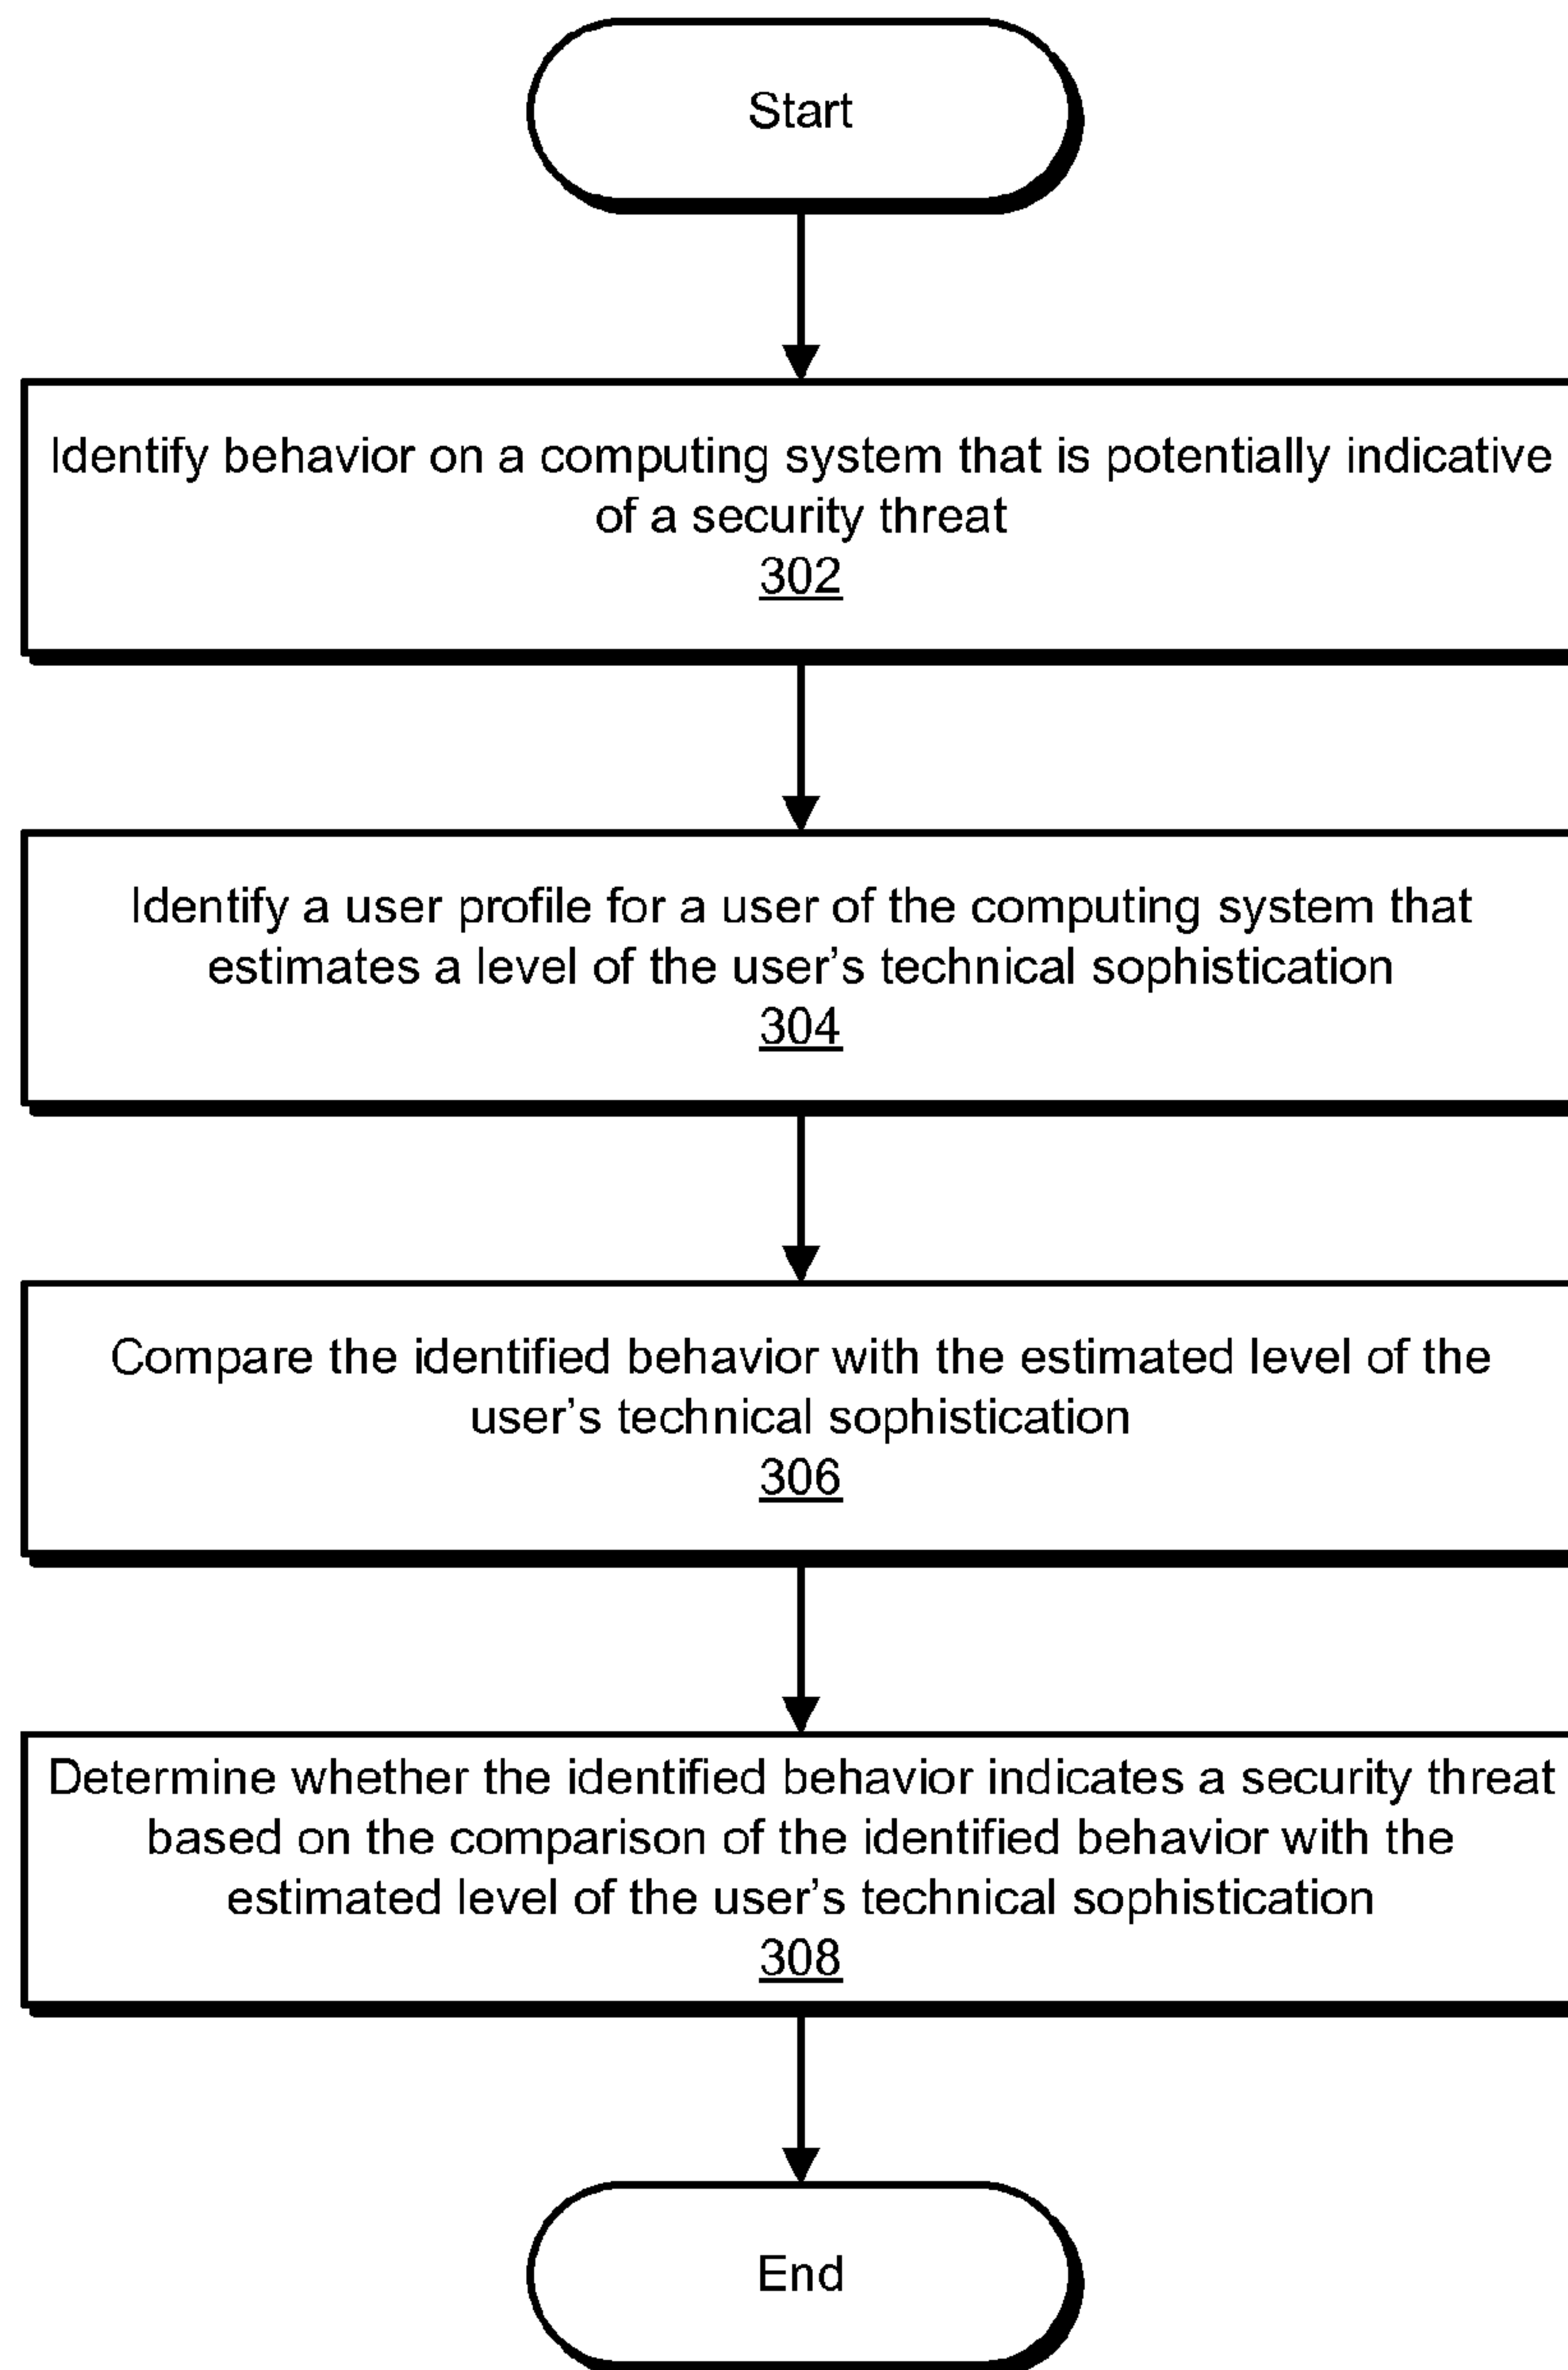 Start
Identify behavior on a computing system that is potentially indicative
of a security threat
302
Identify a user profile for a user of the computing system that
estimates a level of the user’s technical sophistication
304
Compare the identified behavior with the estimated level of the
user’s technical sophistication
306
Determine whether the identified behavior indicates a security threat
based on the comparison of the identified behavior with the
estimated level of the user’s technical sophistication
308
End